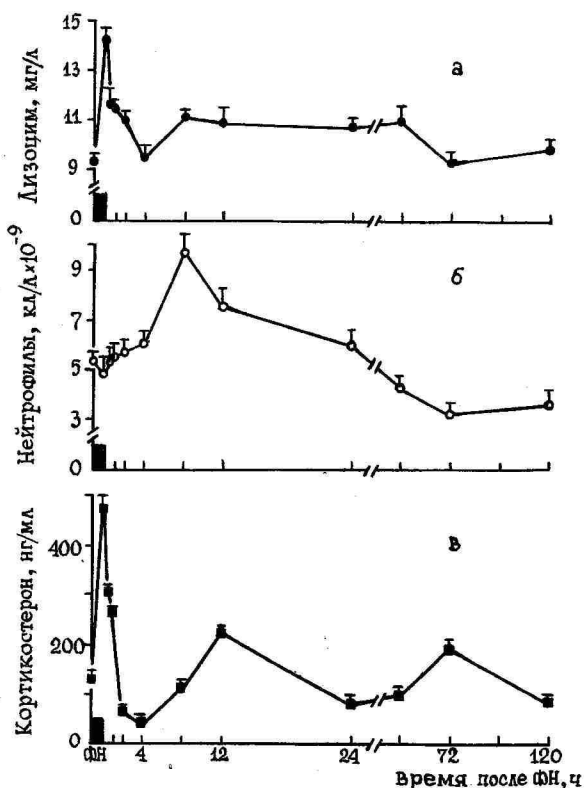 Лизоцим, мг/л
15
13
11
9
0
а
Нейтрофилы, кл/л×10⁻⁹
9
7
5
3
0
б
Кортикостерон, нг/мл
400
200
0
в
ФН 4 12 24 72 120
Время после ФН, ч